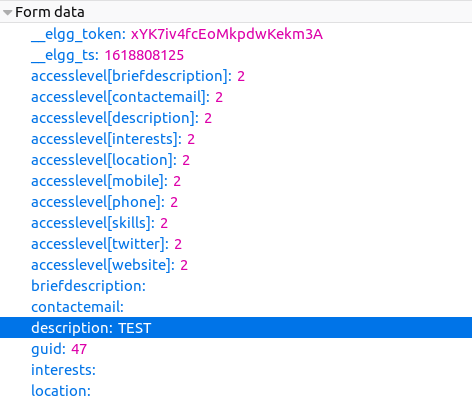 Form data
__elgg_token: xYK7iv4fcEoMkpdwKekm3A
__elgg_ts: 1618808125
accesslevel[briefdescription]: 2
accesslevel[contactemail]: 2
accesslevel[description]: 2
accesslevel[interests]: 2
accesslevel[location]: 2
accesslevel[mobile]: 2
accesslevel[phone]: 2
accesslevel[skills]: 2
accesslevel[twitter]: 2
accesslevel[website]: 2
briefdescription:
contactemail:
description: TEST
guid: 47
interests:
location: